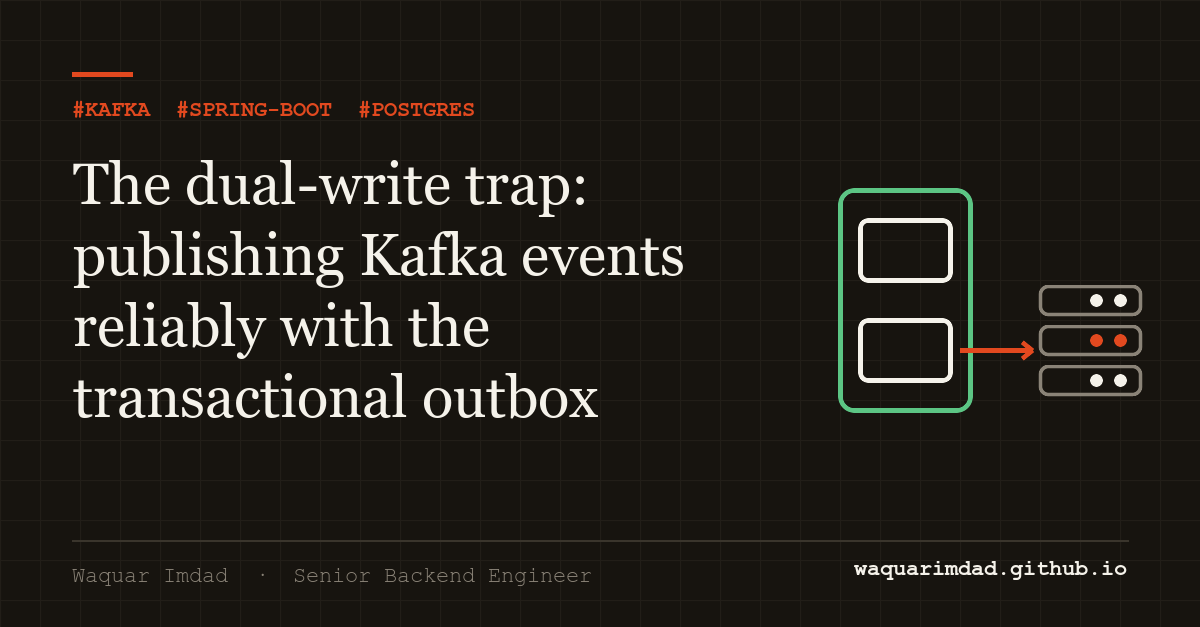 #KAFKA #SPRING-BOOT #POSTGRES
The dual-write trap:
publishing Kafka events
reliably with the
transactional outbox
Waquar Imdad · Senior Backend Engineer
waquarimdad.github.io